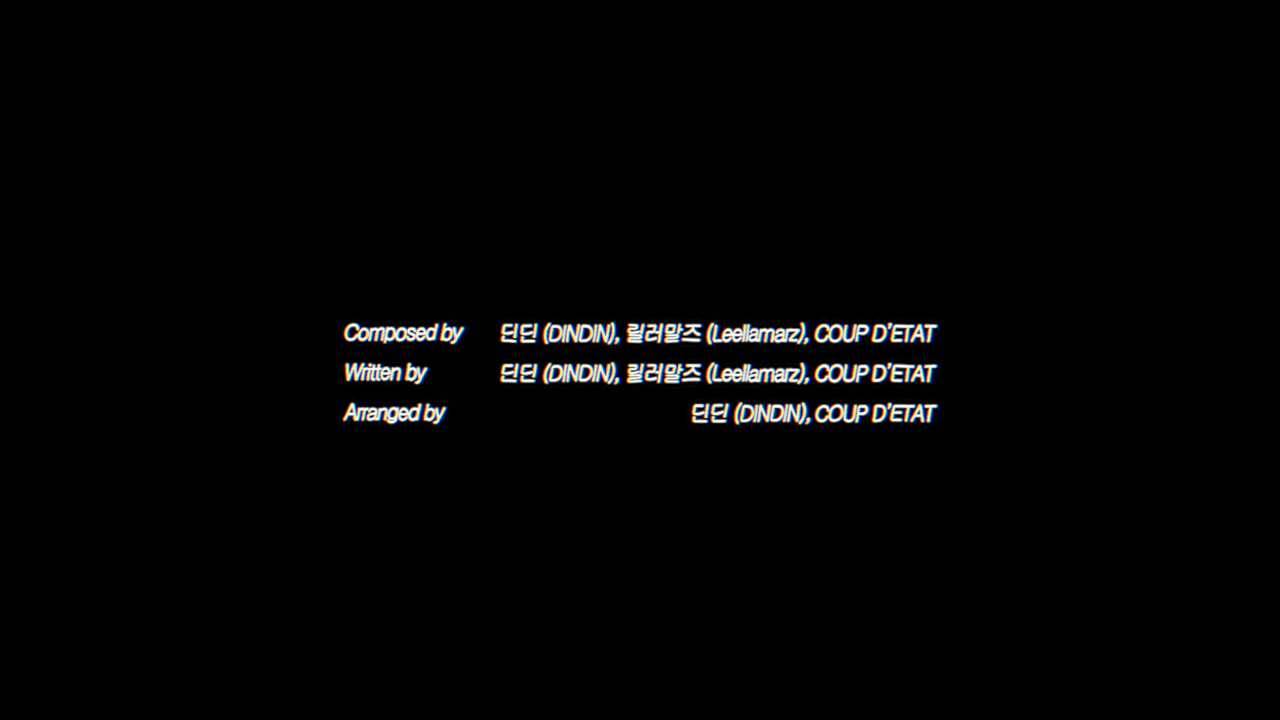 Composed by 딘딘 (DINDIN), 릴러말즈 (Leellamarz), COUP D'ETAT
Written by 딘딘 (DINDIN), 릴러말즈 (Leellamarz), COUP D'ETAT
Arranged by 딘딘 (DINDIN), COUP D'ETAT